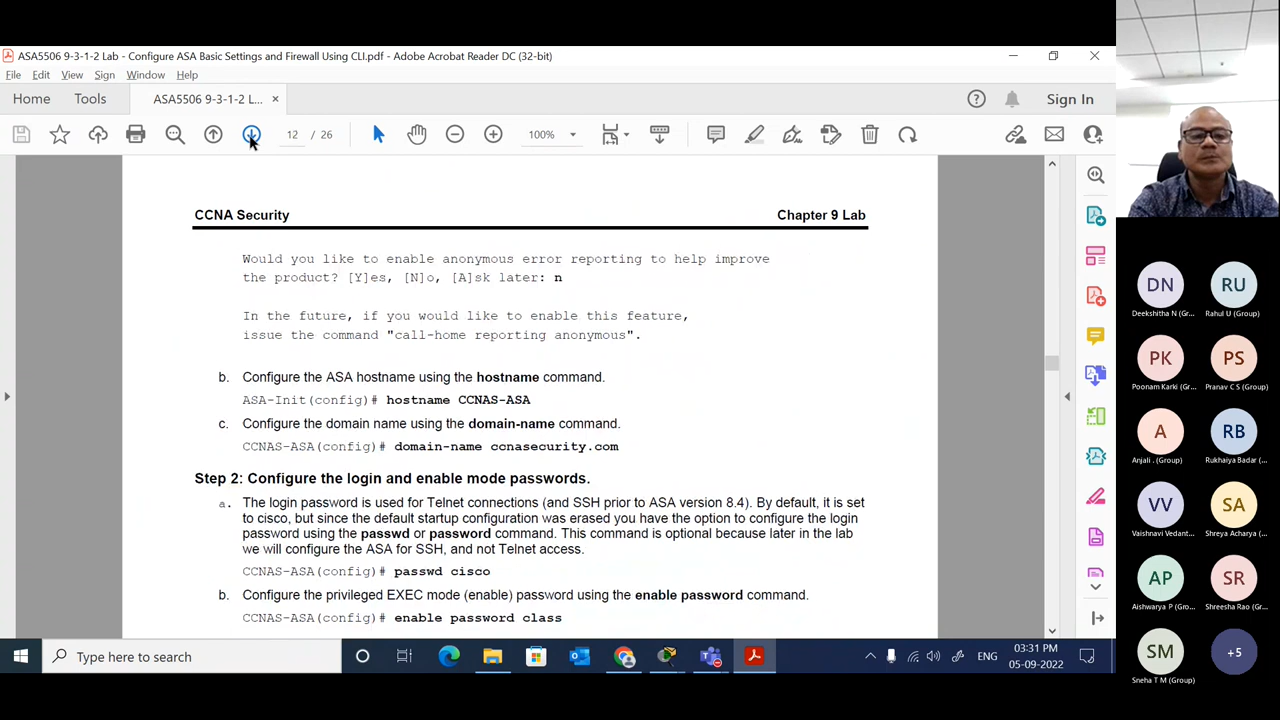 ASA5506 9-3-1-2 Lab - Configure ASA Basic Settings and Firewall Using CLI.pdf - Adobe Acrobat Reader DC (32-bit)
File Edit View Sign Window Help
Home Tools ASA5506 9-3-1-2 L... × Sign In
12 / 26 100%
CCNA Security Chapter 9 Lab
Would you like to enable anonymous error reporting to help improve
the product? [Y]es, [N]o, [A]sk later: n
In the future, if you would like to enable this feature,
issue the command "call-home reporting anonymous".
b. Configure the ASA hostname using the hostname command.
ASA-Init(config)# hostname CCNAS-ASA
c. Configure the domain name using the domain-name command.
CCNAS-ASA(config)# domain-name ccnasecurity.com
Step 2: Configure the login and enable mode passwords.
a. The login password is used for Telnet connections (and SSH prior to ASA version 8.4). By default, it is set
to cisco, but since the default startup configuration was erased you have the option to configure the login
password using the passwd or password command. This command is optional because later in the lab
we will configure the ASA for SSH, and not Telnet access.
CCNAS-ASA(config)# passwd cisco
b. Configure the privileged EXEC mode (enable) password using the enable password command.
CCNAS-ASA(config)# enable password class
Type here to search
ENG
03:31 PM
05-09-2022
DN RU
Deekshitha N (Gr... Rahul U (Group)
PK PS
Poonam Karki (Gr... Pranav C S (Group)
A RB
Anjali . (Group) Rukhaiya Badar (Gr...
VV SA
Vaishnavi Vedant... Shreya Acharya (Gr...
AP SR
Aishwarya P (Gro... Shreesha Rao (Gro...
SM +5
Sneha T M (Group)